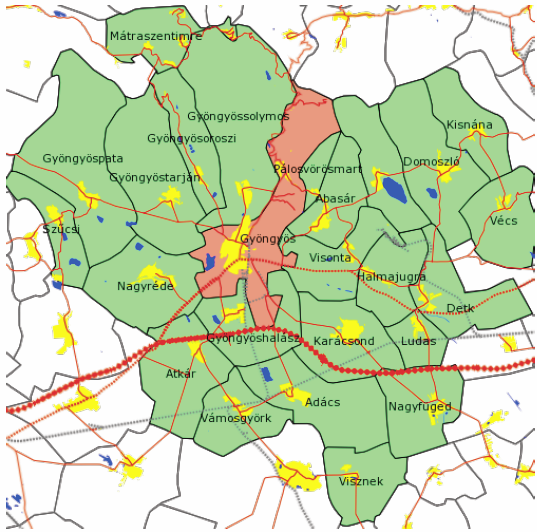 Mátraszentimre
Gyöngyössolymos
Kisnána
Gyöngyösoroszi
Gyöngyöspata
Domoszló
Pálosvörösmart
Gyöngyöstarján
Abasár
Vécs
Szűcsi
Gyöngyös
Visonta
Halmajugra
Nagyréde
Detk
Gyöngyöshalász
Karácsond
Ludas
Atkár
Adács
Nagyfüged
Vámosgyörk
Visznek